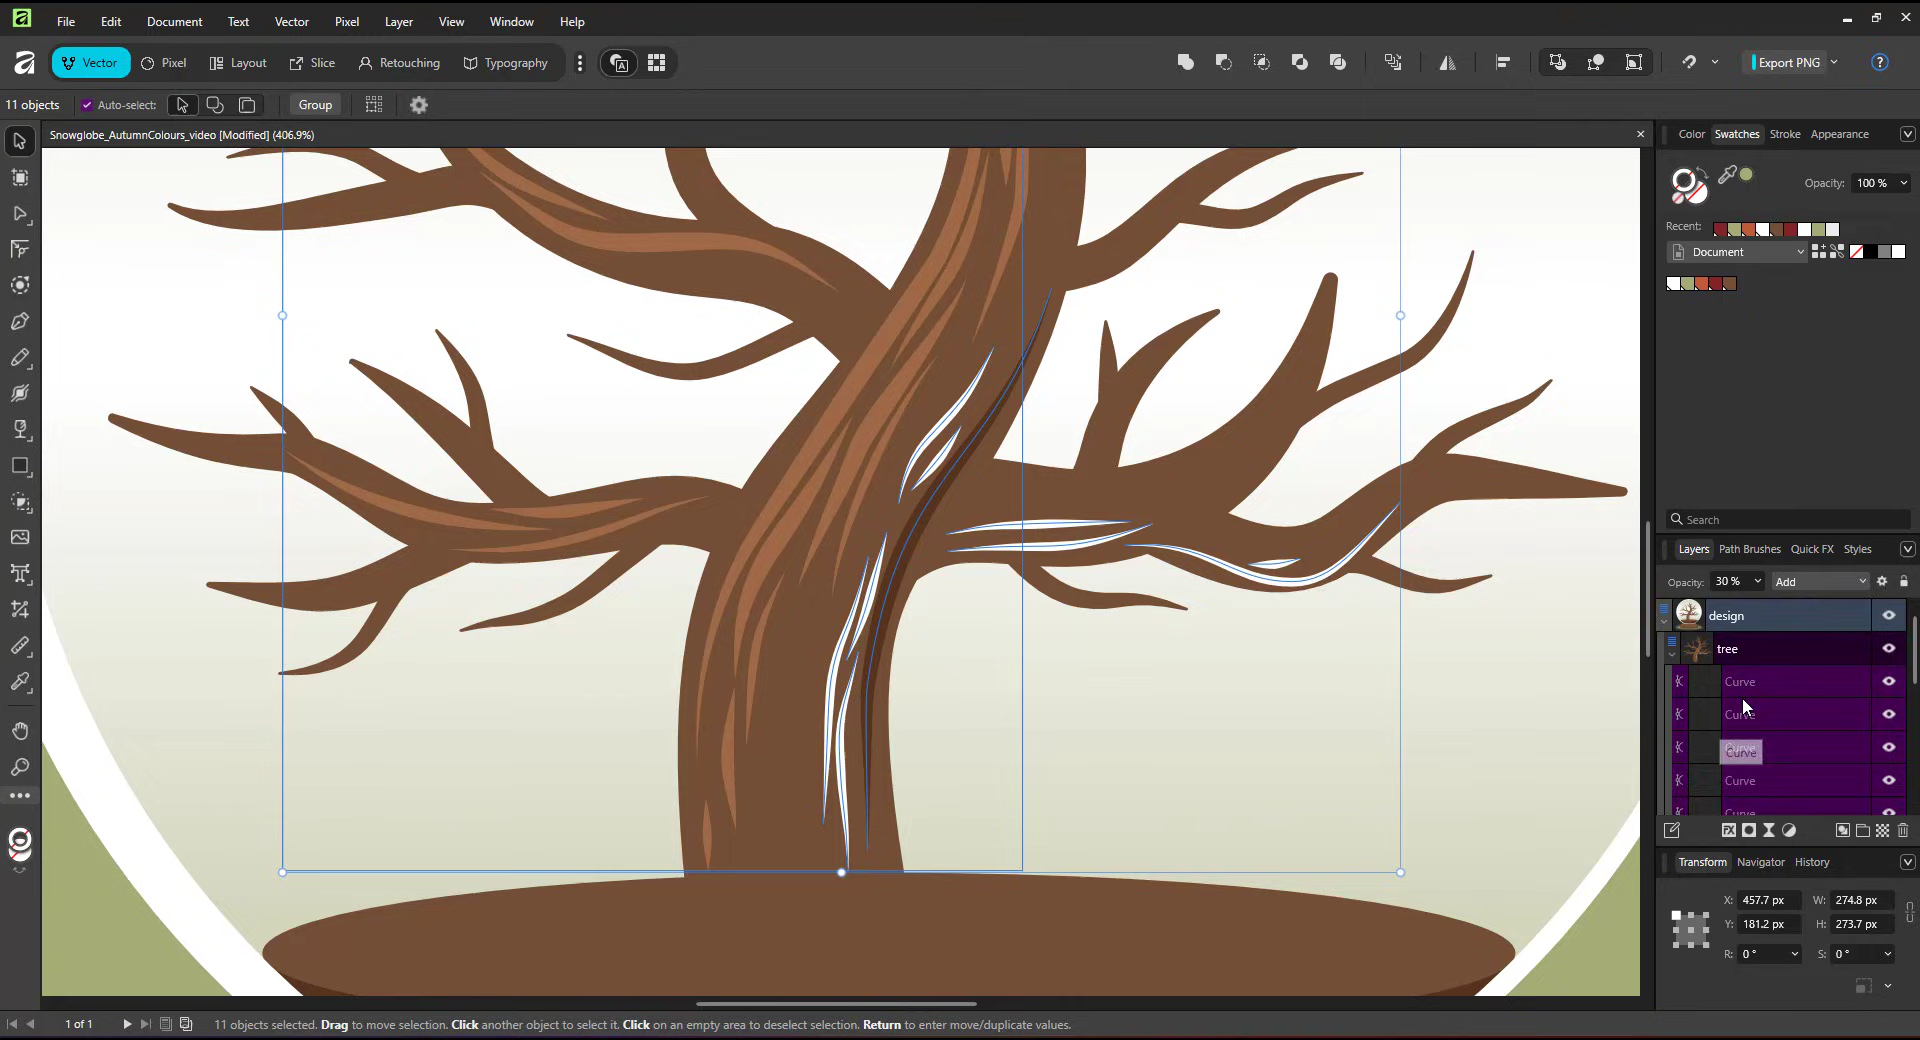 File Edit Document Text Vector Pixel Layer View Window Help
Vector Pixel Layout Slice Retouching Typography Export PNG
11 objects Auto-select: Group
Snowglobe_AutumnColours_video [Modified] (406.9%)
Color Swatches Stroke Appearance
Opacity: 100 %
Recent:
Document
Search
Layers Path Brushes Quick FX Styles
Opacity: 30 % Add
design
tree
Curve
Curve
Curve
Curve
Curve
Curve
FX
Transform Navigator History
X: 457.7 px W: 274.8 px
Y: 181.2 px H: 273.7 px
R: 0 ° S: 0 °
1 of 1 11 objects selected. Drag to move selection. Click another object to select it. Click on an empty area to deselect selection. Return to enter move/duplicate values.